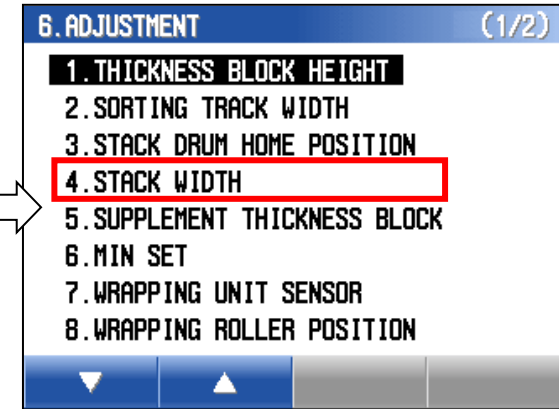 6.ADJUSTMENT (1/2)
1.THICKNESS BLOCK HEIGHT
2.SORTING TRACK WIDTH
3.STACK DRUM HOME POSITION
4.STACK WIDTH
5.SUPPLEMENT THICKNESS BLOCK
6.MIN SET
7.WRAPPING UNIT SENSOR
8.WRAPPING ROLLER POSITION